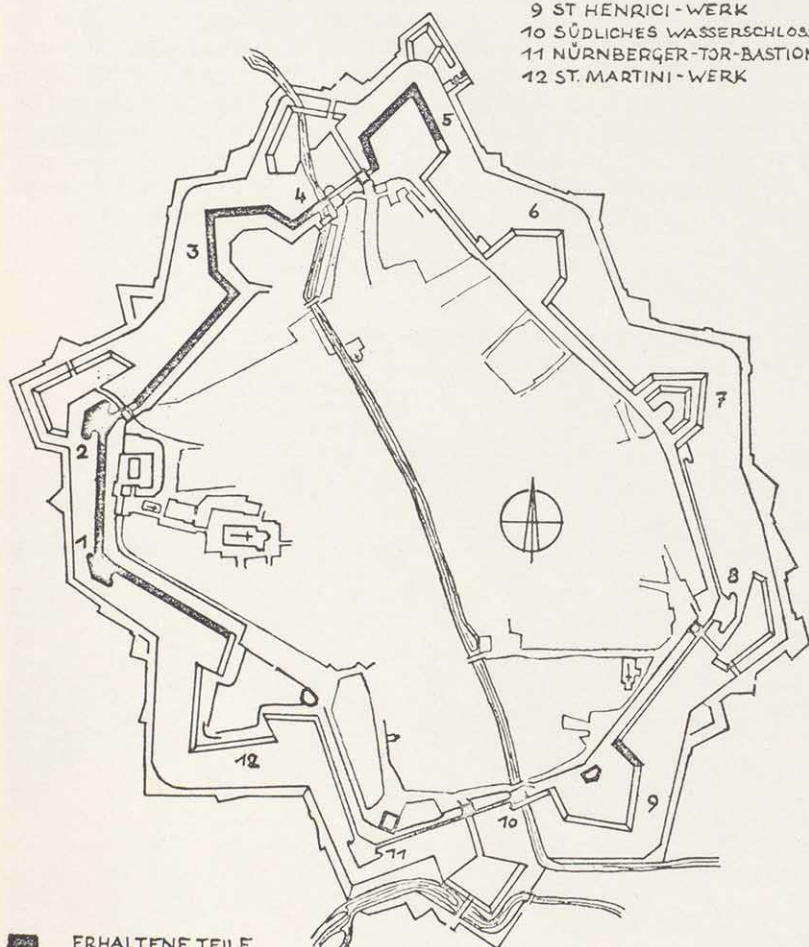 9 ST HENRICI-WERK
10 SÜDLICHES WASSERSCHLOSS
11 NÜRNBERGER-TOR-BASTION
12 ST. MARTINI-WERK
5
4
6
3
7
2
1
8
12
9
10
11
ERHALTENE TEILE